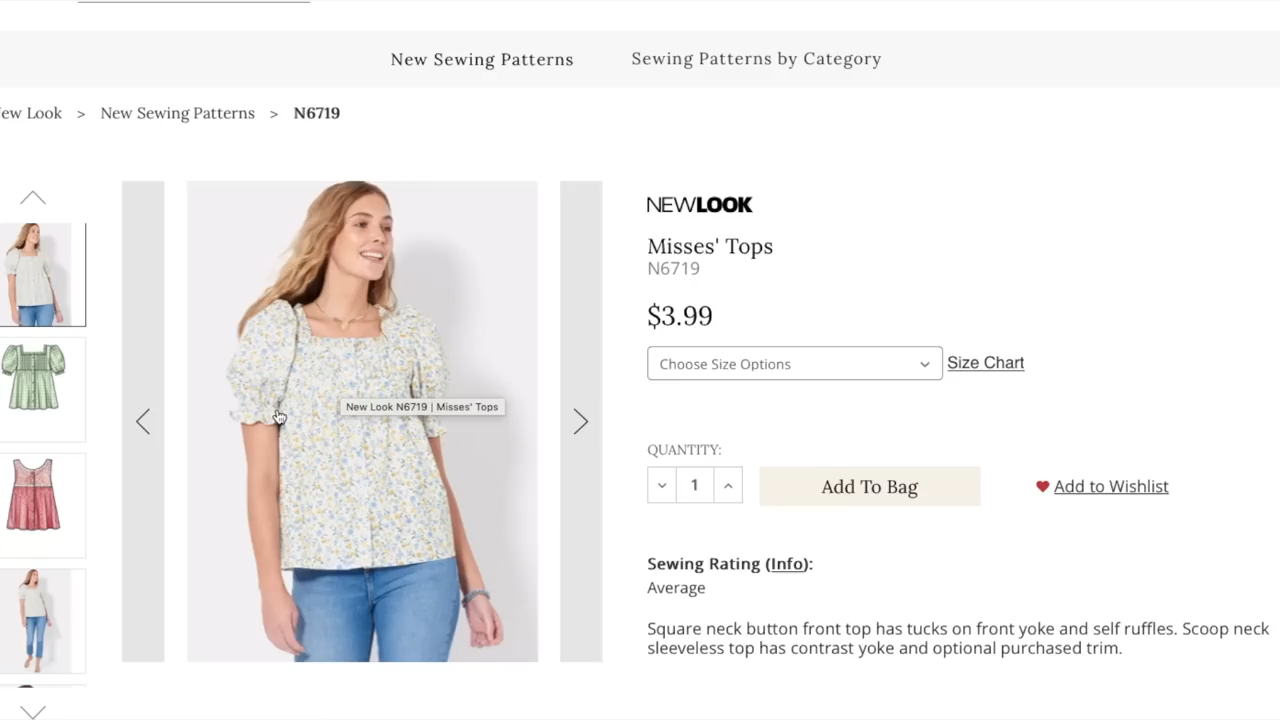 New Sewing Patterns
Sewing Patterns by Category
ew Look > New Sewing Patterns > N6719
NEWLOOK
Misses' Tops
N6719
$3.99
Choose Size Options
Size Chart
New Look N6719 | Misses' Tops
QUANTITY:
1
Add To Bag
Add to Wishlist
Sewing Rating (Info):
Average
Square neck button front top has tucks on front yoke and self ruffles. Scoop neck
sleeveless top has contrast yoke and optional purchased trim.